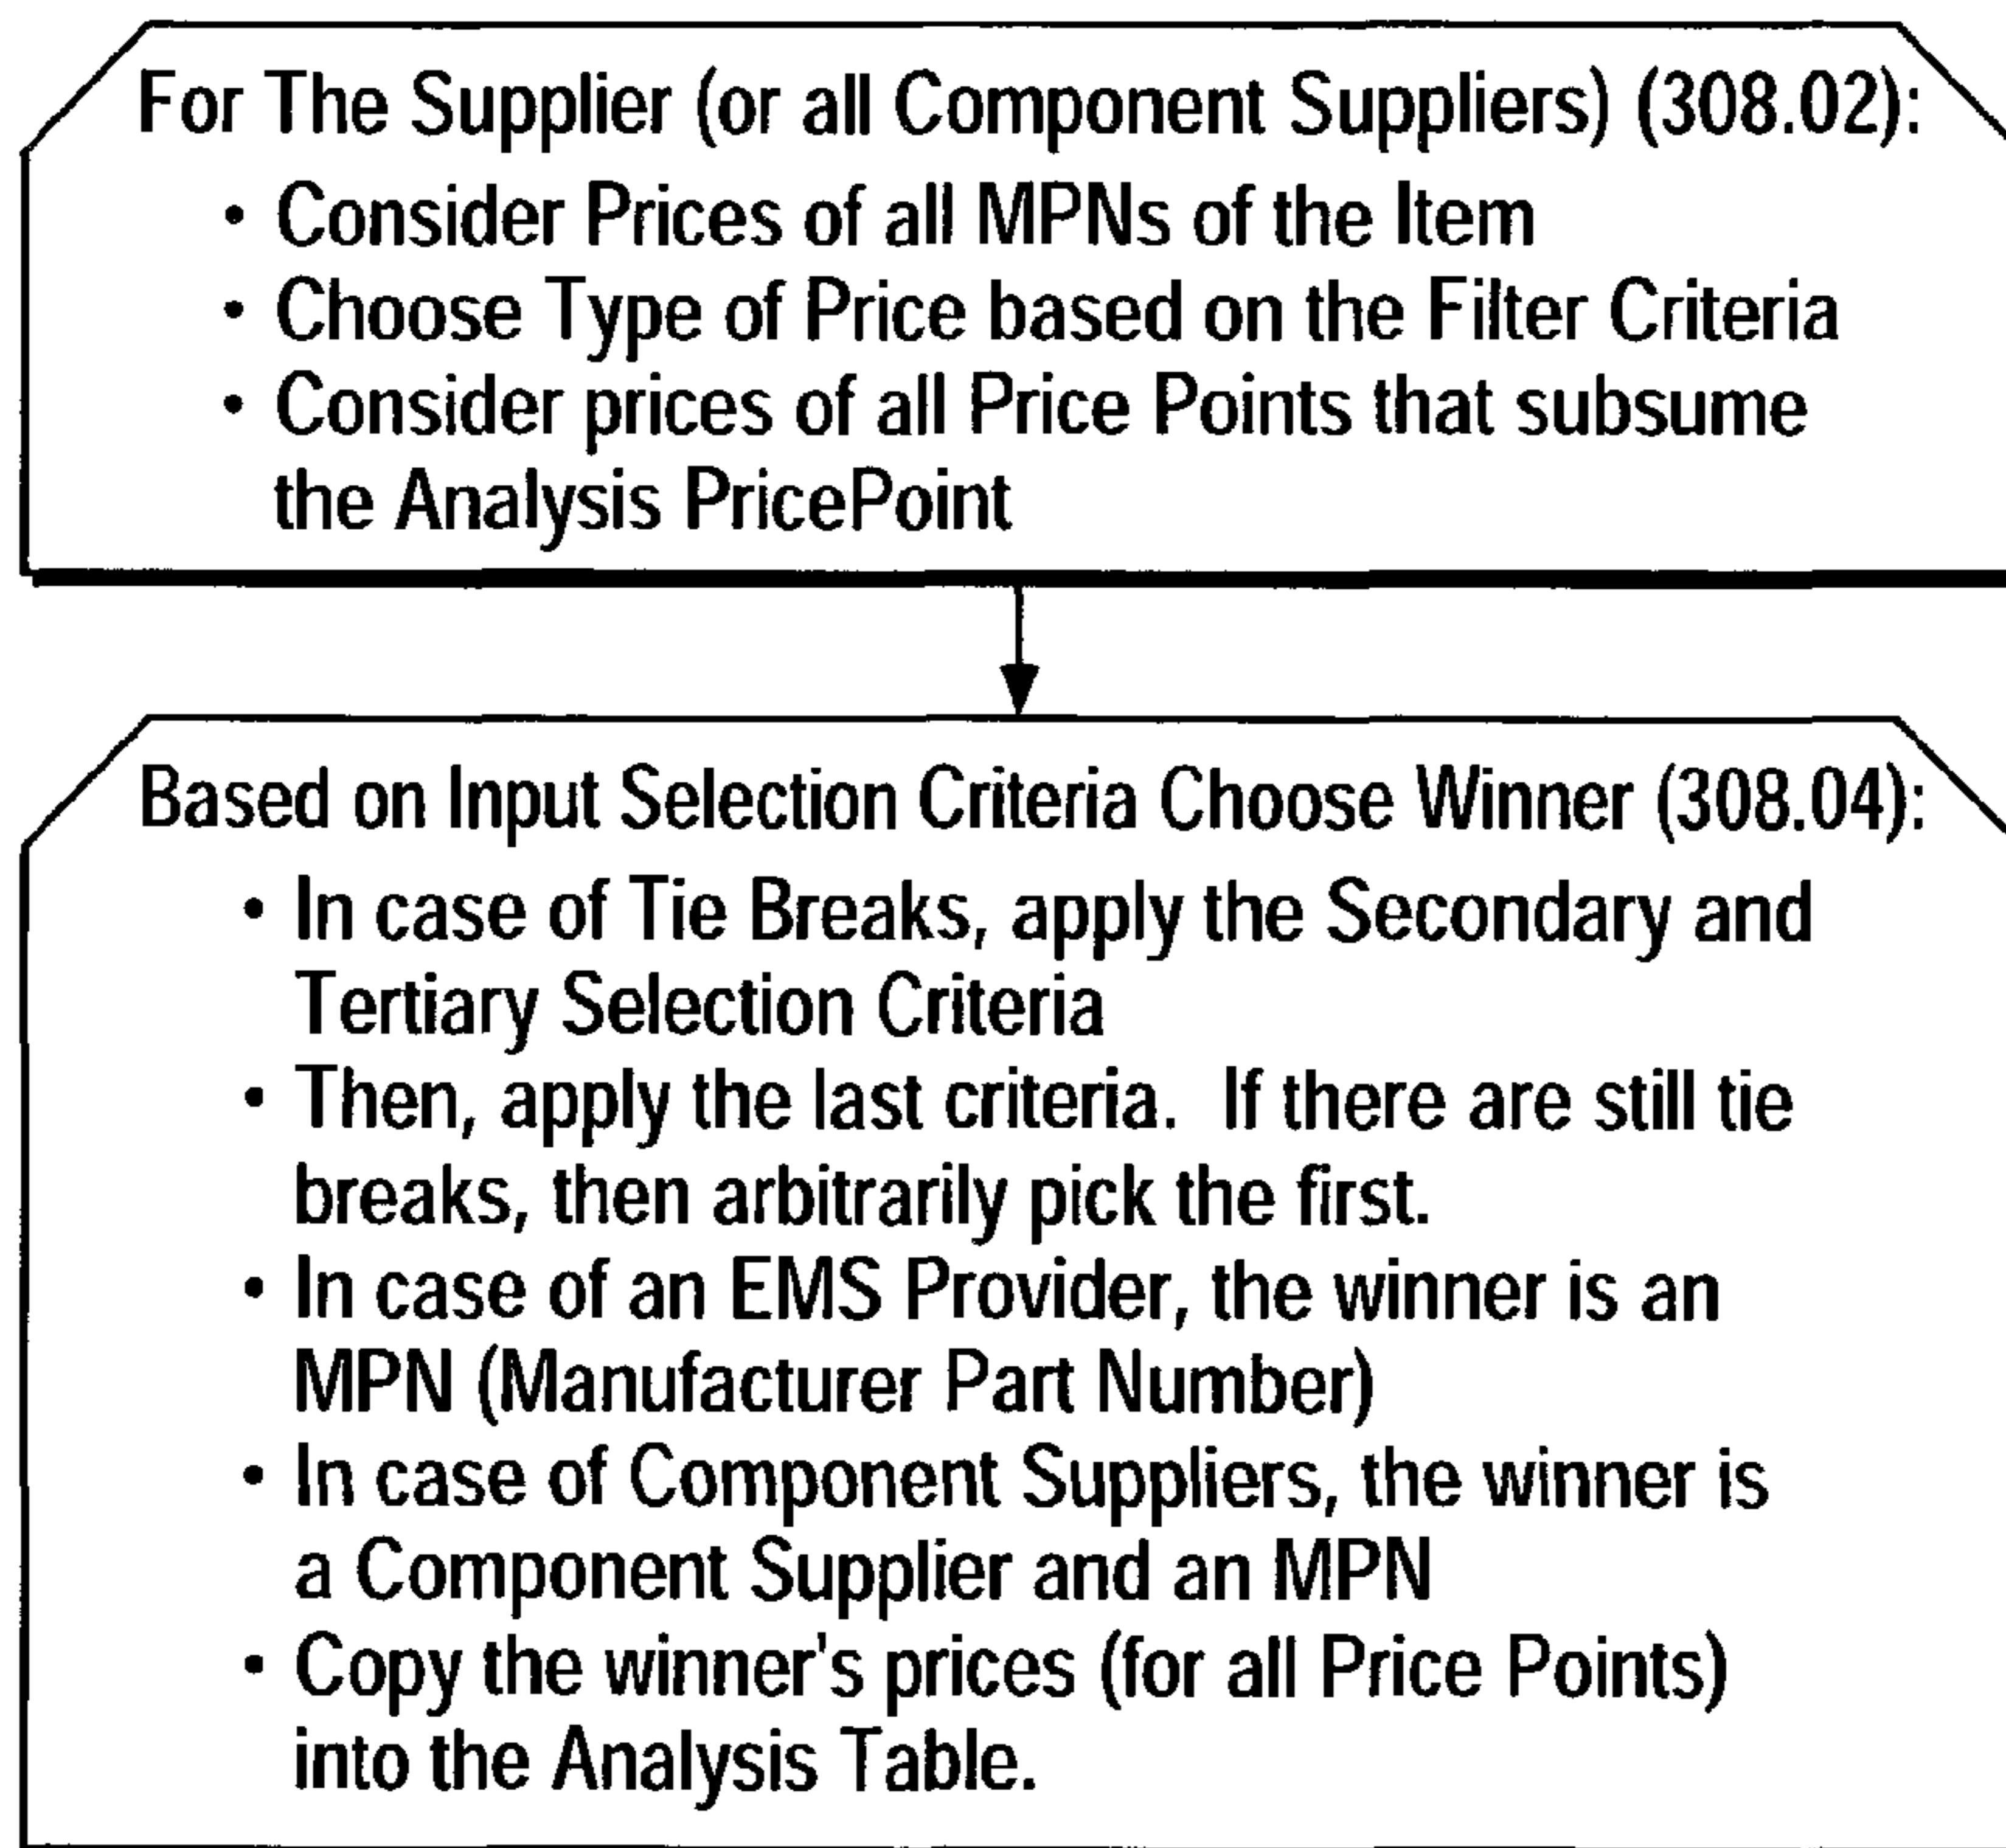 For The Supplier (or all Component Suppliers) (308.02):
• Consider Prices of all MPNs of the Item
• Choose Type of Price based on the Filter Criteria
• Consider prices of all Price Points that subsume
the Analysis PricePoint
Based on Input Selection Criteria Choose Winner (308.04):
• In case of Tie Breaks, apply the Secondary and
Tertiary Selection Criteria
• Then, apply the last criteria. If there are still tie
breaks, then arbitrarily pick the first.
• In case of an EMS Provider, the winner is an
MPN (Manufacturer Part Number)
• In case of Component Suppliers, the winner is
a Component Supplier and an MPN
• Copy the winner's prices (for all Price Points)
into the Analysis Table.